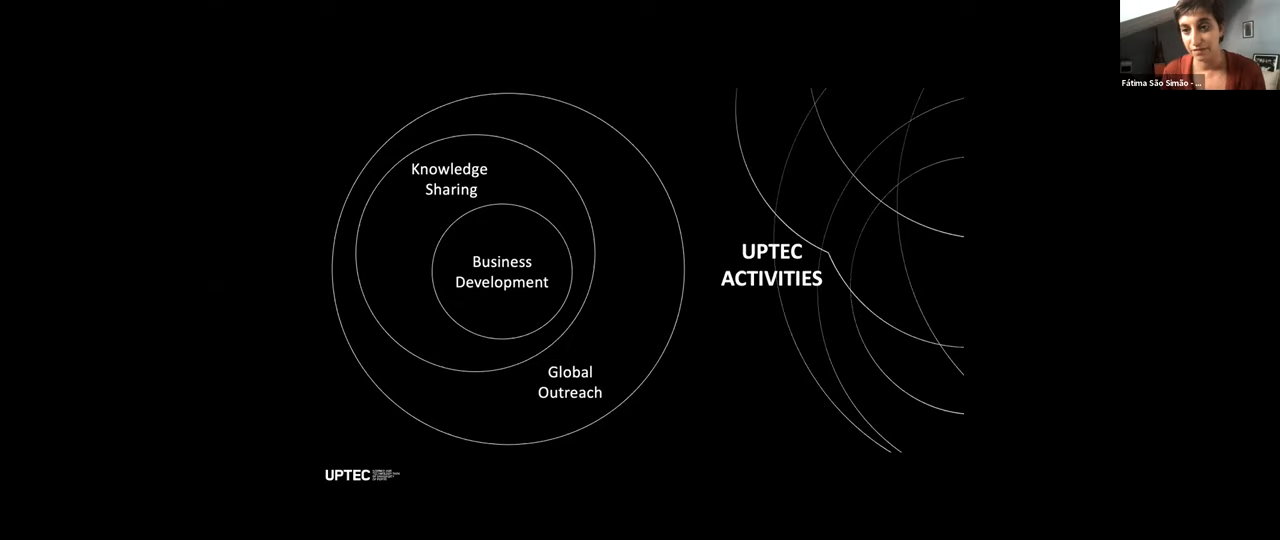 Fátima São Simão - ...
Knowledge
Sharing
Business
Development
Global
Outreach
UPTEC
ACTIVITIES
UPTEC